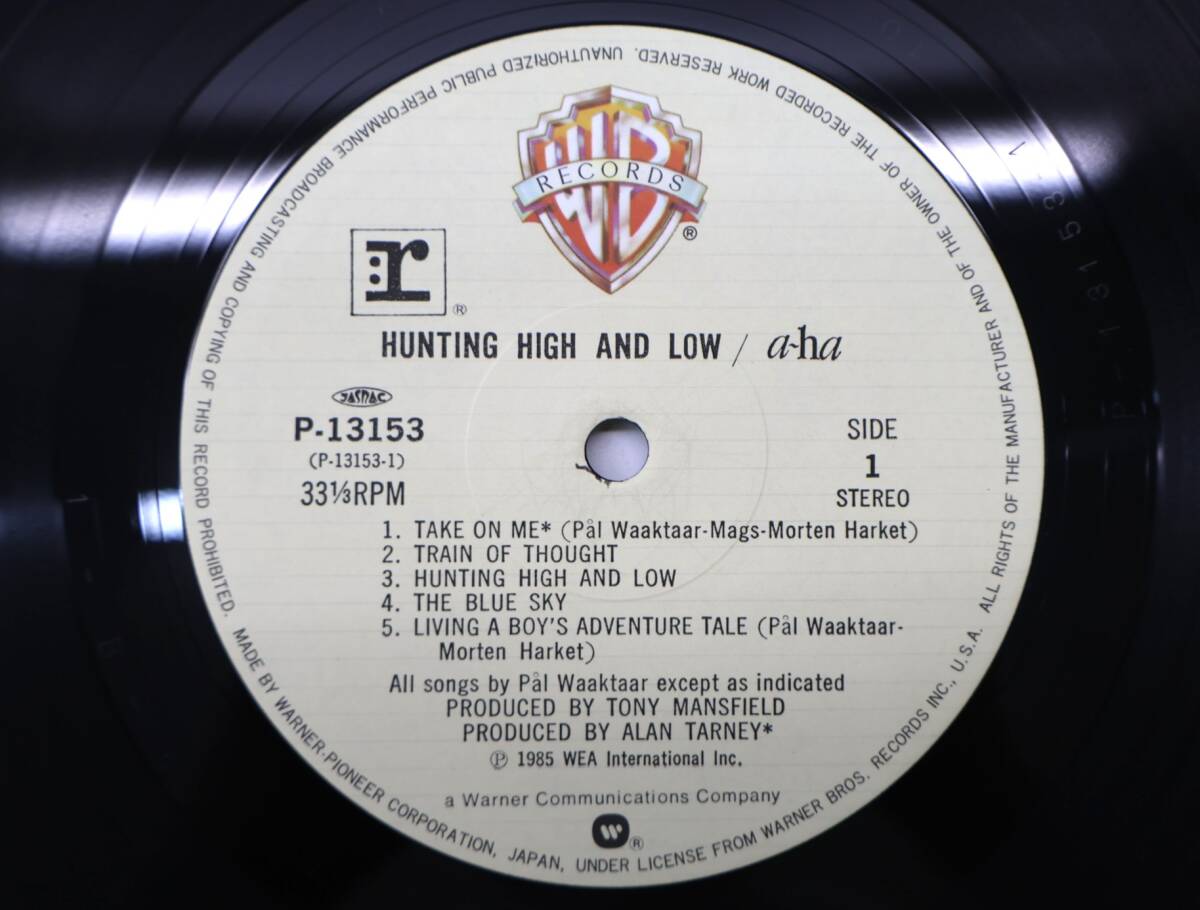 WB
RECORDS
®
r
®
HUNTING HIGH AND LOW / a-ha
JASRAC
P-13153
(P-13153-1)
33⅓RPM
SIDE
1
STEREO
1. TAKE ON ME* (Pål Waaktaar-Mags-Morten Harket)
2. TRAIN OF THOUGHT
3. HUNTING HIGH AND LOW
4. THE BLUE SKY
5. LIVING A BOY'S ADVENTURE TALE (Pål Waaktaar-
Morten Harket)
All songs by Pål Waaktaar except as indicated
PRODUCED BY TONY MANSFIELD
PRODUCED BY ALAN TARNEY*
℗ 1985 WEA International Inc.
a Warner Communications Company
®
MADE BY WARNER-PIONEER CORPORATION, JAPAN, UNDER LICENSE FROM WARNER BROS. RECORDS INC., U.S.A. ALL RIGHTS OF THE MANUFACTURER AND OF THE OWNER OF THE RECORDED WORK RESERVED. UNAUTHORIZED PUBLIC PERFORMANCE BROADCASTING AND COPYING OF THIS RECORD PROHIBITED.
P-13153 1